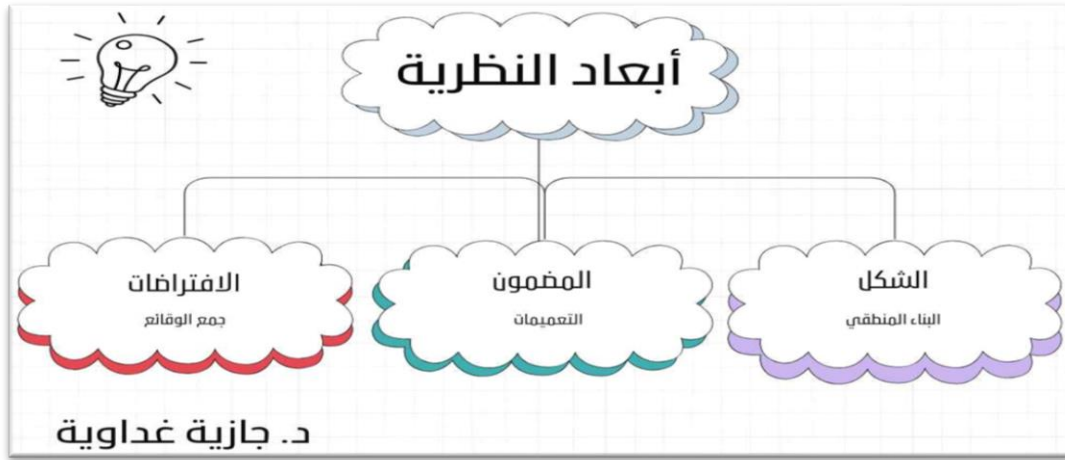 أبعاد النظرية
الشكل
البناء المنطقي
المضمون
التعميمات
الافتراضات
جمع الوقائع
د. جازية غداوية